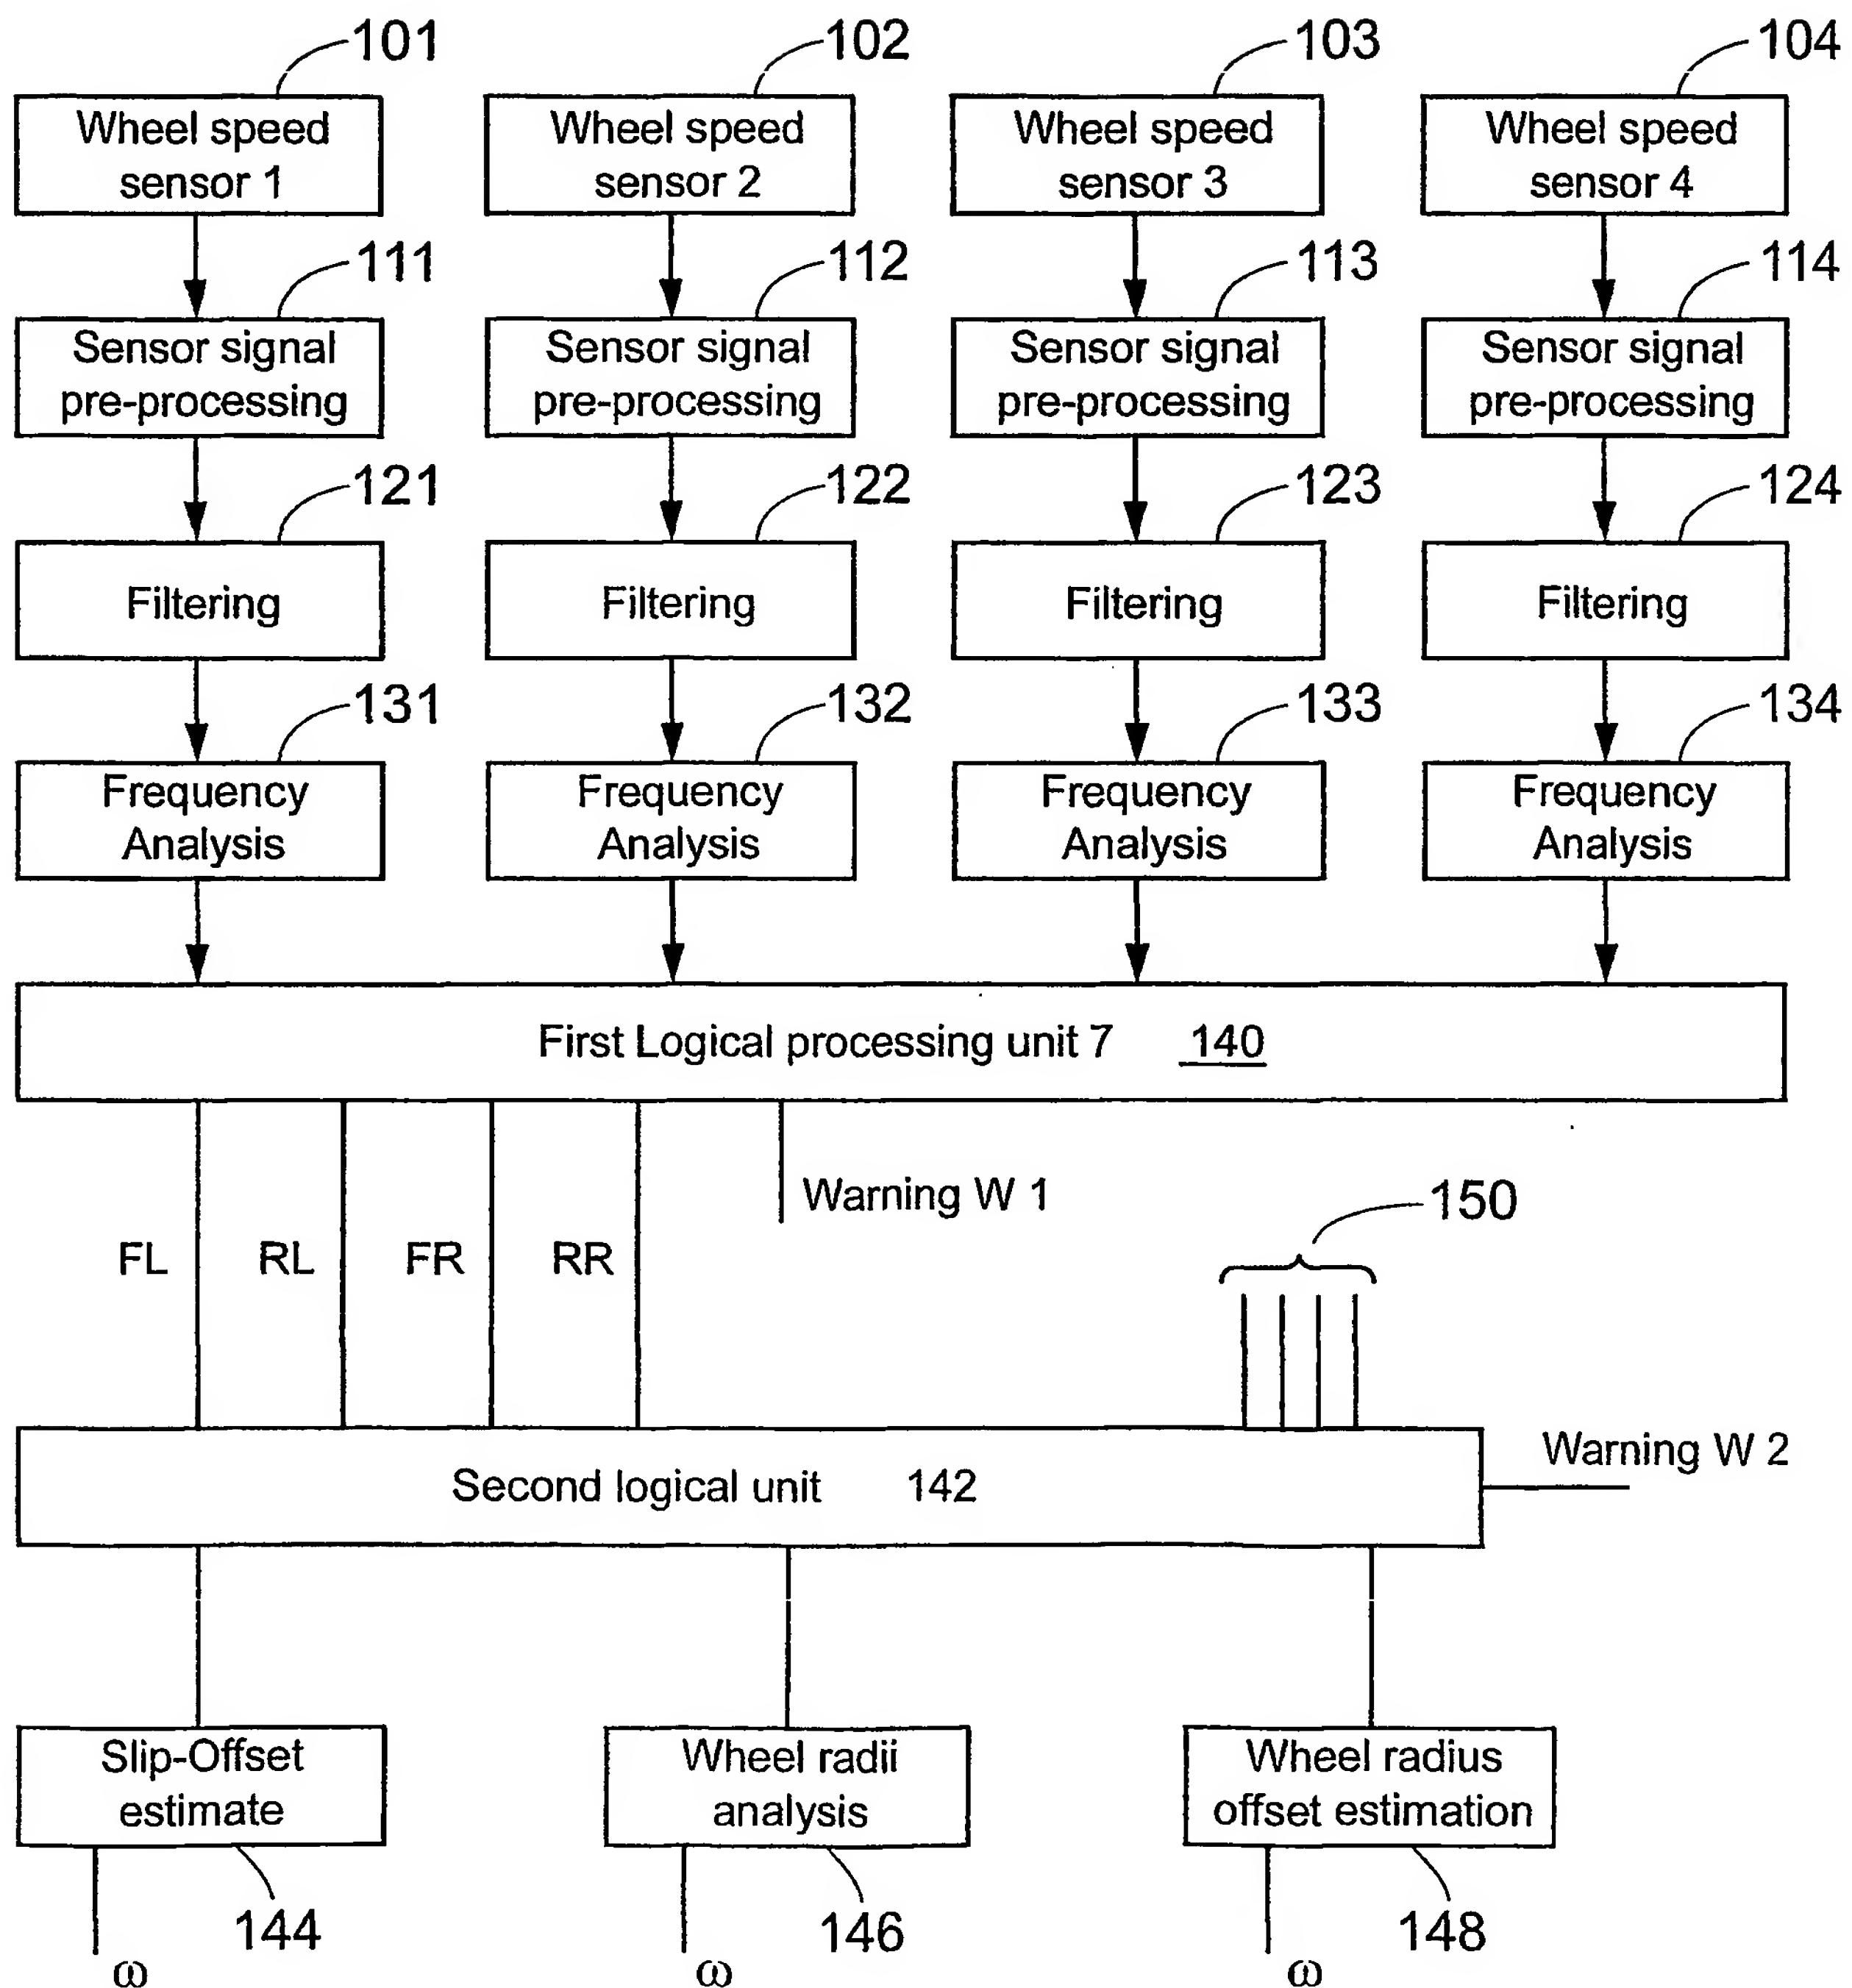 101
102
103
104
Wheel speed
sensor 1
Wheel speed
sensor 2
Wheel speed
sensor 3
Wheel speed
sensor 4
111
112
113
114
Sensor signal
pre-processing
Sensor signal
pre-processing
Sensor signal
pre-processing
Sensor signal
pre-processing
121
122
123
124
Filtering
Filtering
Filtering
Filtering
131
132
133
134
Frequency
Analysis
Frequency
Analysis
Frequency
Analysis
Frequency
Analysis
First Logical processing unit 7 140
Warning W 1
150
FL
RL
FR
RR
Warning W 2
Second logical unit 142
Slip-Offset
estimate
Wheel radii
analysis
Wheel radius
offset estimation
144
146
148
ω
ω
ω